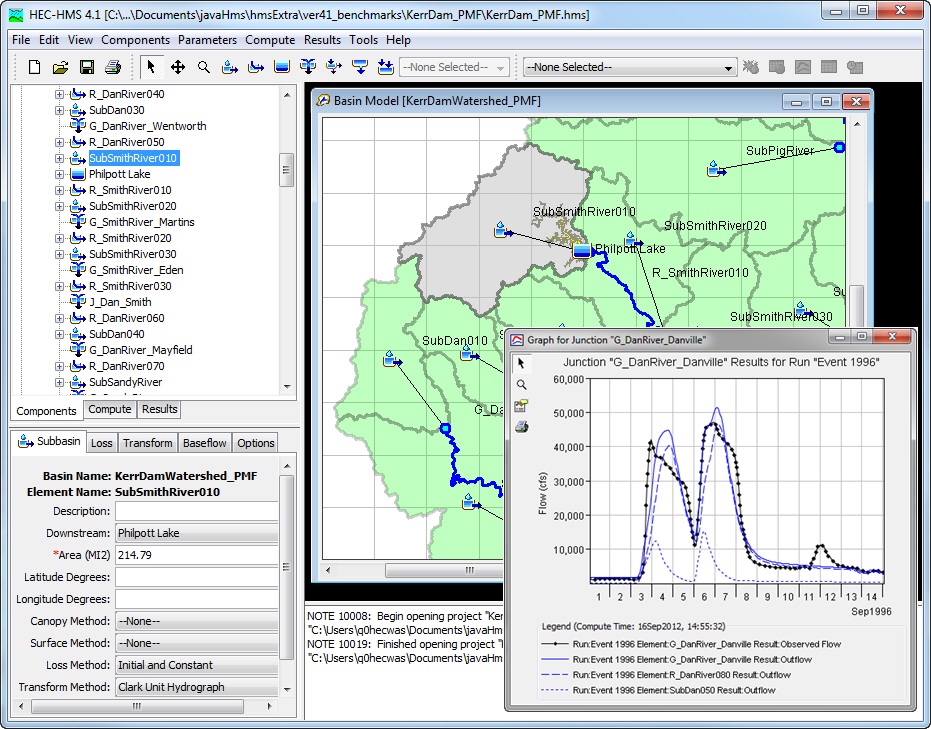 HEC-HMS 4.1 [C:\...\Documents\javaHms\hmsExtra\ver41_benchmarks\KerrDam_PMF\KerrDam_PMF.hms]
File Edit View Components Parameters Compute Results Tools Help
--None Selected--
--None Selected--
R_DanRiver040
SubDan030
G_DanRiver_Wentworth
R_DanRiver050
SubSmithRiver010
Philpott Lake
R_SmithRiver010
SubSmithRiver020
G_SmithRiver_Martins
R_SmithRiver020
SubSmithRiver030
G_SmithRiver_Eden
R_SmithRiver030
J_Dan_Smith
R_DanRiver060
SubDan040
G_DanRiver_Mayfield
R_DanRiver070
SubSandyRiver
Components Compute Results
Subbasin Loss Transform Baseflow Options
Basin Name: KerrDamWatershed_PMF
Element Name: SubSmithRiver010
Description:
Downstream: Philpott Lake
*Area (MI2) 214.79
Latitude Degrees:
Longitude Degrees:
Canopy Method: --None--
Surface Method: --None--
Loss Method: Initial and Constant
Transform Method: Clark Unit Hydrograph
Basin Model [KerrDamWatershed_PMF]
SubPigRiver
SubSmithRiver010
SubSmithRiver020
Philpott Lake
R_SmithRiver010
Su
SubSmithRiver030
SubDan010
G_Da
NOTE 10008: Begin opening project "Ker
"C:\Users\q0hecwas\Documents\javaHm
NOTE 10019: Finished opening project "
"C:\Users\q0hecwas\Documents\javaHm
Graph for Junction "G_DanRiver_Danville"
Junction "G_DanRiver_Danville" Results for Run "Event 1996"
60,000
50,000
40,000
30,000
20,000
10,000
Flow (cfs)
1 2 3 4 5 6 7 8 9 10 11 12 13 14
Sep1996
Legend (Compute Time: 16Sep2012, 14:55:32)
Run:Event 1996 Element:G_DanRiver_Danville Result:Observed Flow
Run:Event 1996 Element:G_DanRiver_Danville Result:Outflow
Run:Event 1996 Element:R_DanRiver080 Result:Outflow
Run:Event 1996 Element:SubDan050 Result:Outflow